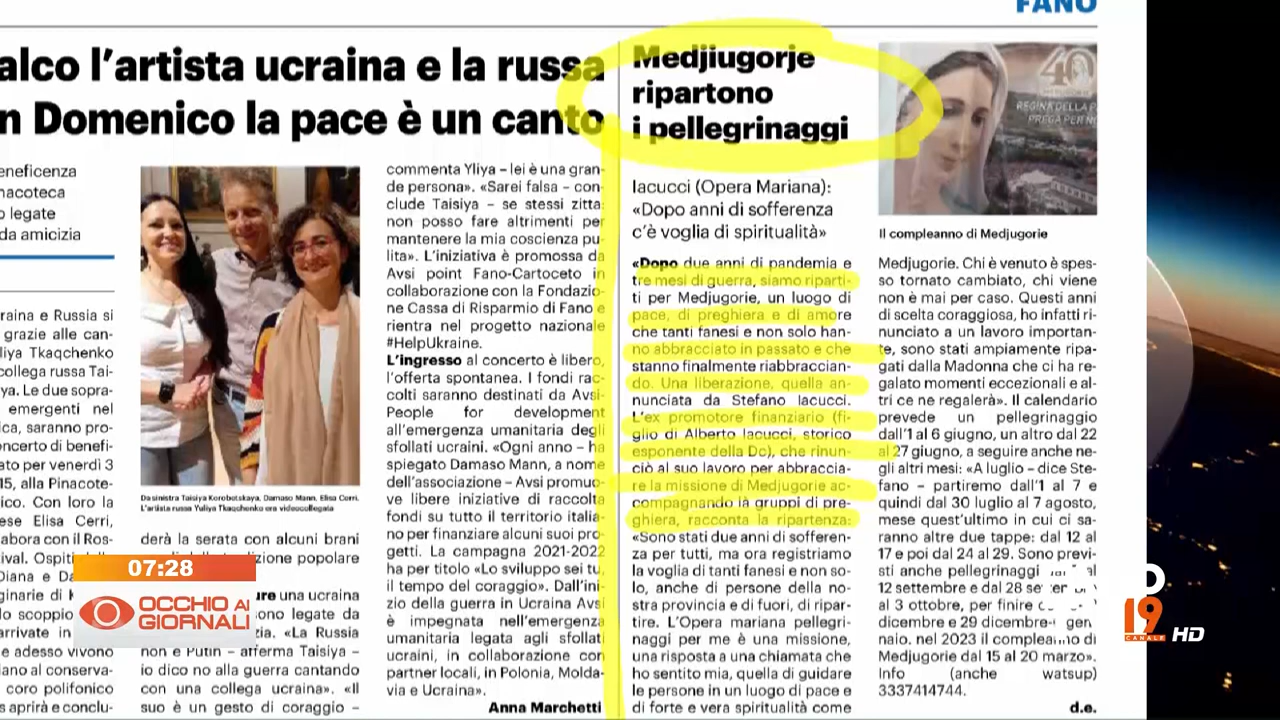 FANO
alco l'artista ucraina e la russa
n Domenico la pace è un canto
eneficenza
nacoteca
o legate
da amicizia
raina e Russia si
grazie alle can-
liya Tkaqchenko
collega russa Tai-
ya. Le due sopra-
emergenti nel
ica, saranno pro-
oncerto di benefi-
ato per venerdì 3
15, alla Pinacote-
. Con loro la
ese Elisa Cerri,
labora con il Ros-
tival. Ospiti
Diana e Da
ginarie di K
lo scoppio
arrivate in
e adesso vivono
lano al conserva-
coro polifonico
s aprirà e conclu-
Da sinistra Taisiya Korobetskaya, Damaso Mann, Elisa Cerri.
L'artista russa Yuliya Tkaqchenko era videocollegata
derà la serata con alcuni brani
dizione popolare
ure una ucraina
sono legate da
zia. «La Russia
non è Putin – afferma Taisiya –
io dico no alla guerra cantando
con una collega ucraina». «Il
suo è un gesto di coraggio –
commenta Yliya – lei è una gran-
de persona». «Sarei falsa – con-
clude Taisiya – se stessi zitta:
non posso fare altrimenti per
mantenere la mia coscienza pu-
lita». L'iniziativa è promossa da
Avsi point Fano-Cartoceto in
collaborazione con la Fondazio-
ne Cassa di Risparmio di Fano e
rientra nel progetto nazionale
#HelpUkraine.
L'ingresso al concerto è libero,
l'offerta spontanea. I fondi rac-
colti saranno destinati da Avsi-
People for development
all'emergenza umanitaria degli
sfollati ucraini. «Ogni anno – ha
spiegato Damaso Mann, a nome
dell'associazione – Avsi promuo-
ve libere iniziative di raccolta
fondi su tutto il territorio italia-
no per finanziare alcuni suoi pro-
getti. La campagna 2021-2022
ha per titolo «Lo sviluppo sei tu,
il tempo del coraggio». Dall'ini-
zio della guerra in Ucraina Avsi
è impegnata nell'emergenza
umanitaria legata agli sfollati
ucraini, in collaborazione con
partner locali, in Polonia, Molda-
via e Ucraina».
Anna Marchetti
Medjiugorje
ripartono
i pellegrinaggi
Iacucci (Opera Mariana):
«Dopo anni di sofferenza
c'è voglia di spiritualità»
«Dopo due anni di pandemia e
tre mesi di guerra, siamo riparti-
ti per Medjugorie, un luogo di
pace, di preghiera e di amore
che tanti fanesi e non solo han-
no abbracciato in passato e che
stanno finalmente riabbraccian-
do. Una liberazione, quella an-
nunciata da Stefano Iacucci.
L'ex promotore finanziario (fi-
glio di Alberto Iacucci, storico
esponente della Dc), che rinun-
ciò al suo lavoro per abbraccia-
re la missione di Medjugorie ac-
compagnando là gruppi di pre-
ghiera, racconta la ripartenza:
«Sono stati due anni di sofferen-
za per tutti, ma ora registriamo
la voglia di tanti fanesi e non so-
lo, anche di persone della no-
stra provincia e di fuori, di ripar-
tire. L'Opera mariana pellegri-
naggi per me è una missione,
una risposta a una chiamata che
ho sentito mia, quella di guidare
le persone in un luogo di pace e
di forte e vera spiritualità come
40
REGINA DELLA PA
PREGA PER NO
Il compleanno di Medjugorie
Medjugorie. Chi è venuto è spes-
so tornato cambiato, chi viene
non è mai per caso. Questi anni
di scelta coraggiosa, ho infatti ri-
nunciato a un lavoro importan-
te, sono stati ampiamente ripa-
gati dalla Madonna che ci ha re-
galato momenti eccezionali e al-
tri ce ne regalerà». Il calendario
prevede un pellegrinaggio
dall'1 al 6 giugno, un altro dal 22
al 27 giugno, a seguire anche ne-
gli altri mesi: «A luglio – dice Ste-
fano – partiremo dall'1 al 7 e
quindi dal 30 luglio al 7 agosto,
mese quest'ultimo in cui ci sa-
ranno altre due tappe: dal 12 al
17 e poi dal 24 al 29. Sono previ-
sti anche pellegrinaggi al
12 settembre e dal 28
al 3 ottobre, per finire
dicembre e 29 dicembre- gen
naio. nel 2023 il compleanno di
Medjugorie dal 15 al 20 marzo».
Info (anche watsup)
3337414744.
d.e.
07:28
OCCHIO AI
GIORNALI
19
CANALE
HD